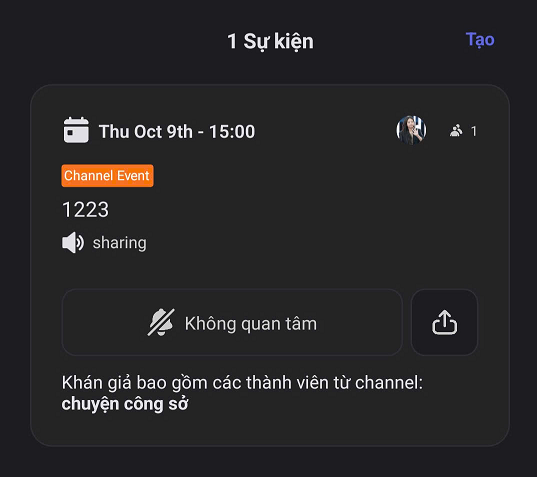 1 Sự kiện
Tạo
Thu Oct 9th - 15:00
1
Channel Event
1223
sharing
Không quan tâm
Khán giả bao gồm các thành viên từ channel:
chuyện công sở